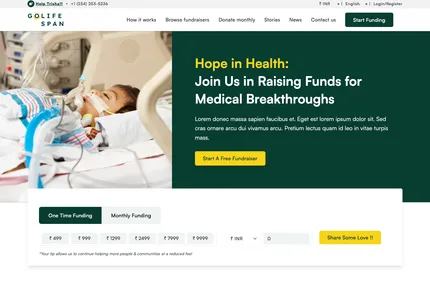 Help Trisha!! +1 (234) 203-0236 ₹ INR English Login/Register
GOLIFE
SPAN
How it works Browse fundraisers Donate monthly Stories News Contact us Start Funding
Hope in Health:
Join Us in Raising Funds for
Medical Breakthroughs
Lorem donec massa sapien faucibus et. Eget est lorem ipsum dolor sit. Sed
cras ornare arcu dui vivamus arcu. Pretium lectus quam id leo in vitae turpis
mass.
Start A Free Fundraiser
One Time Funding Monthly Funding
₹ 499 ₹ 999 ₹ 1299 ₹ 2499 ₹ 7999 ₹ 9999 ₹ INR 0 Share Some Love !!
*Your tip allows us to continue helping more people & communities at a reduced fee!